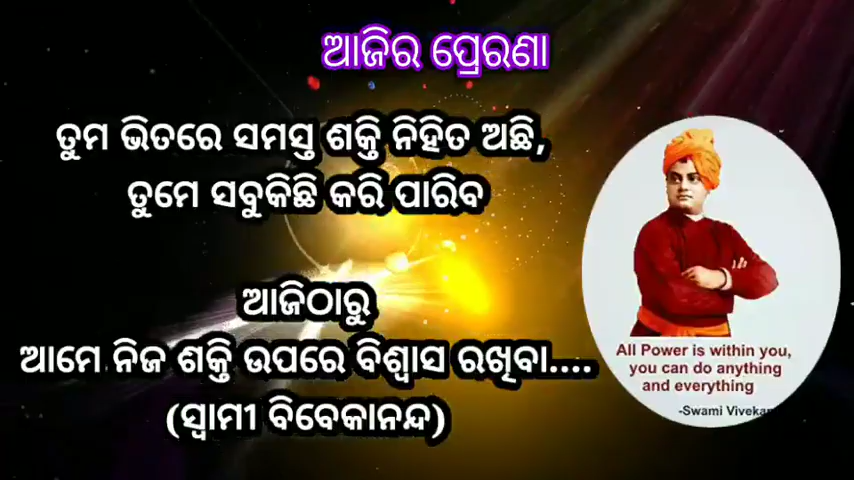 ଆଜିର ପ୍ରେରଣା
ତୁମ ଭିତରେ ସମସ୍ତ ଶକ୍ତି ନିହିତ ଅଛି,
ତୁମେ ସବୁକିଛି କରି ପାରିବ
ଆଜିଠାରୁ
ଆମେ ନିଜ ଶକ୍ତି ଉପରେ ବିଶ୍ୱାସ ରଖିବା....
(ସ୍ୱାମୀ ବିବେକାନନ୍ଦ)
All Power is within you,
you can do anything
and everything
-Swami